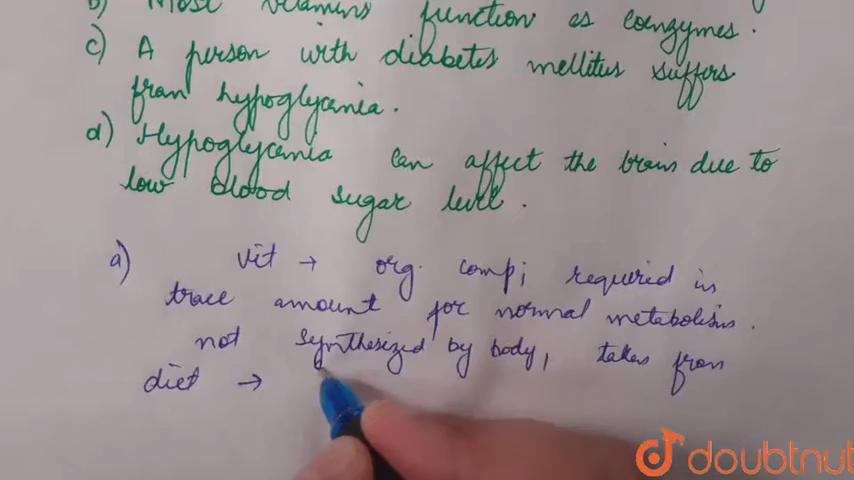 b) Most vitamins function as coenzymes.
c) A person with diabetes mellitus suffers
from hypoglycenia.
d) Hypoglycenia can affect the brain due to
low blood sugar level.
a) vit → org. comp; required in
trace amount for normal metabolism.
not synthesized by body, taken from
diet →
doubtnut